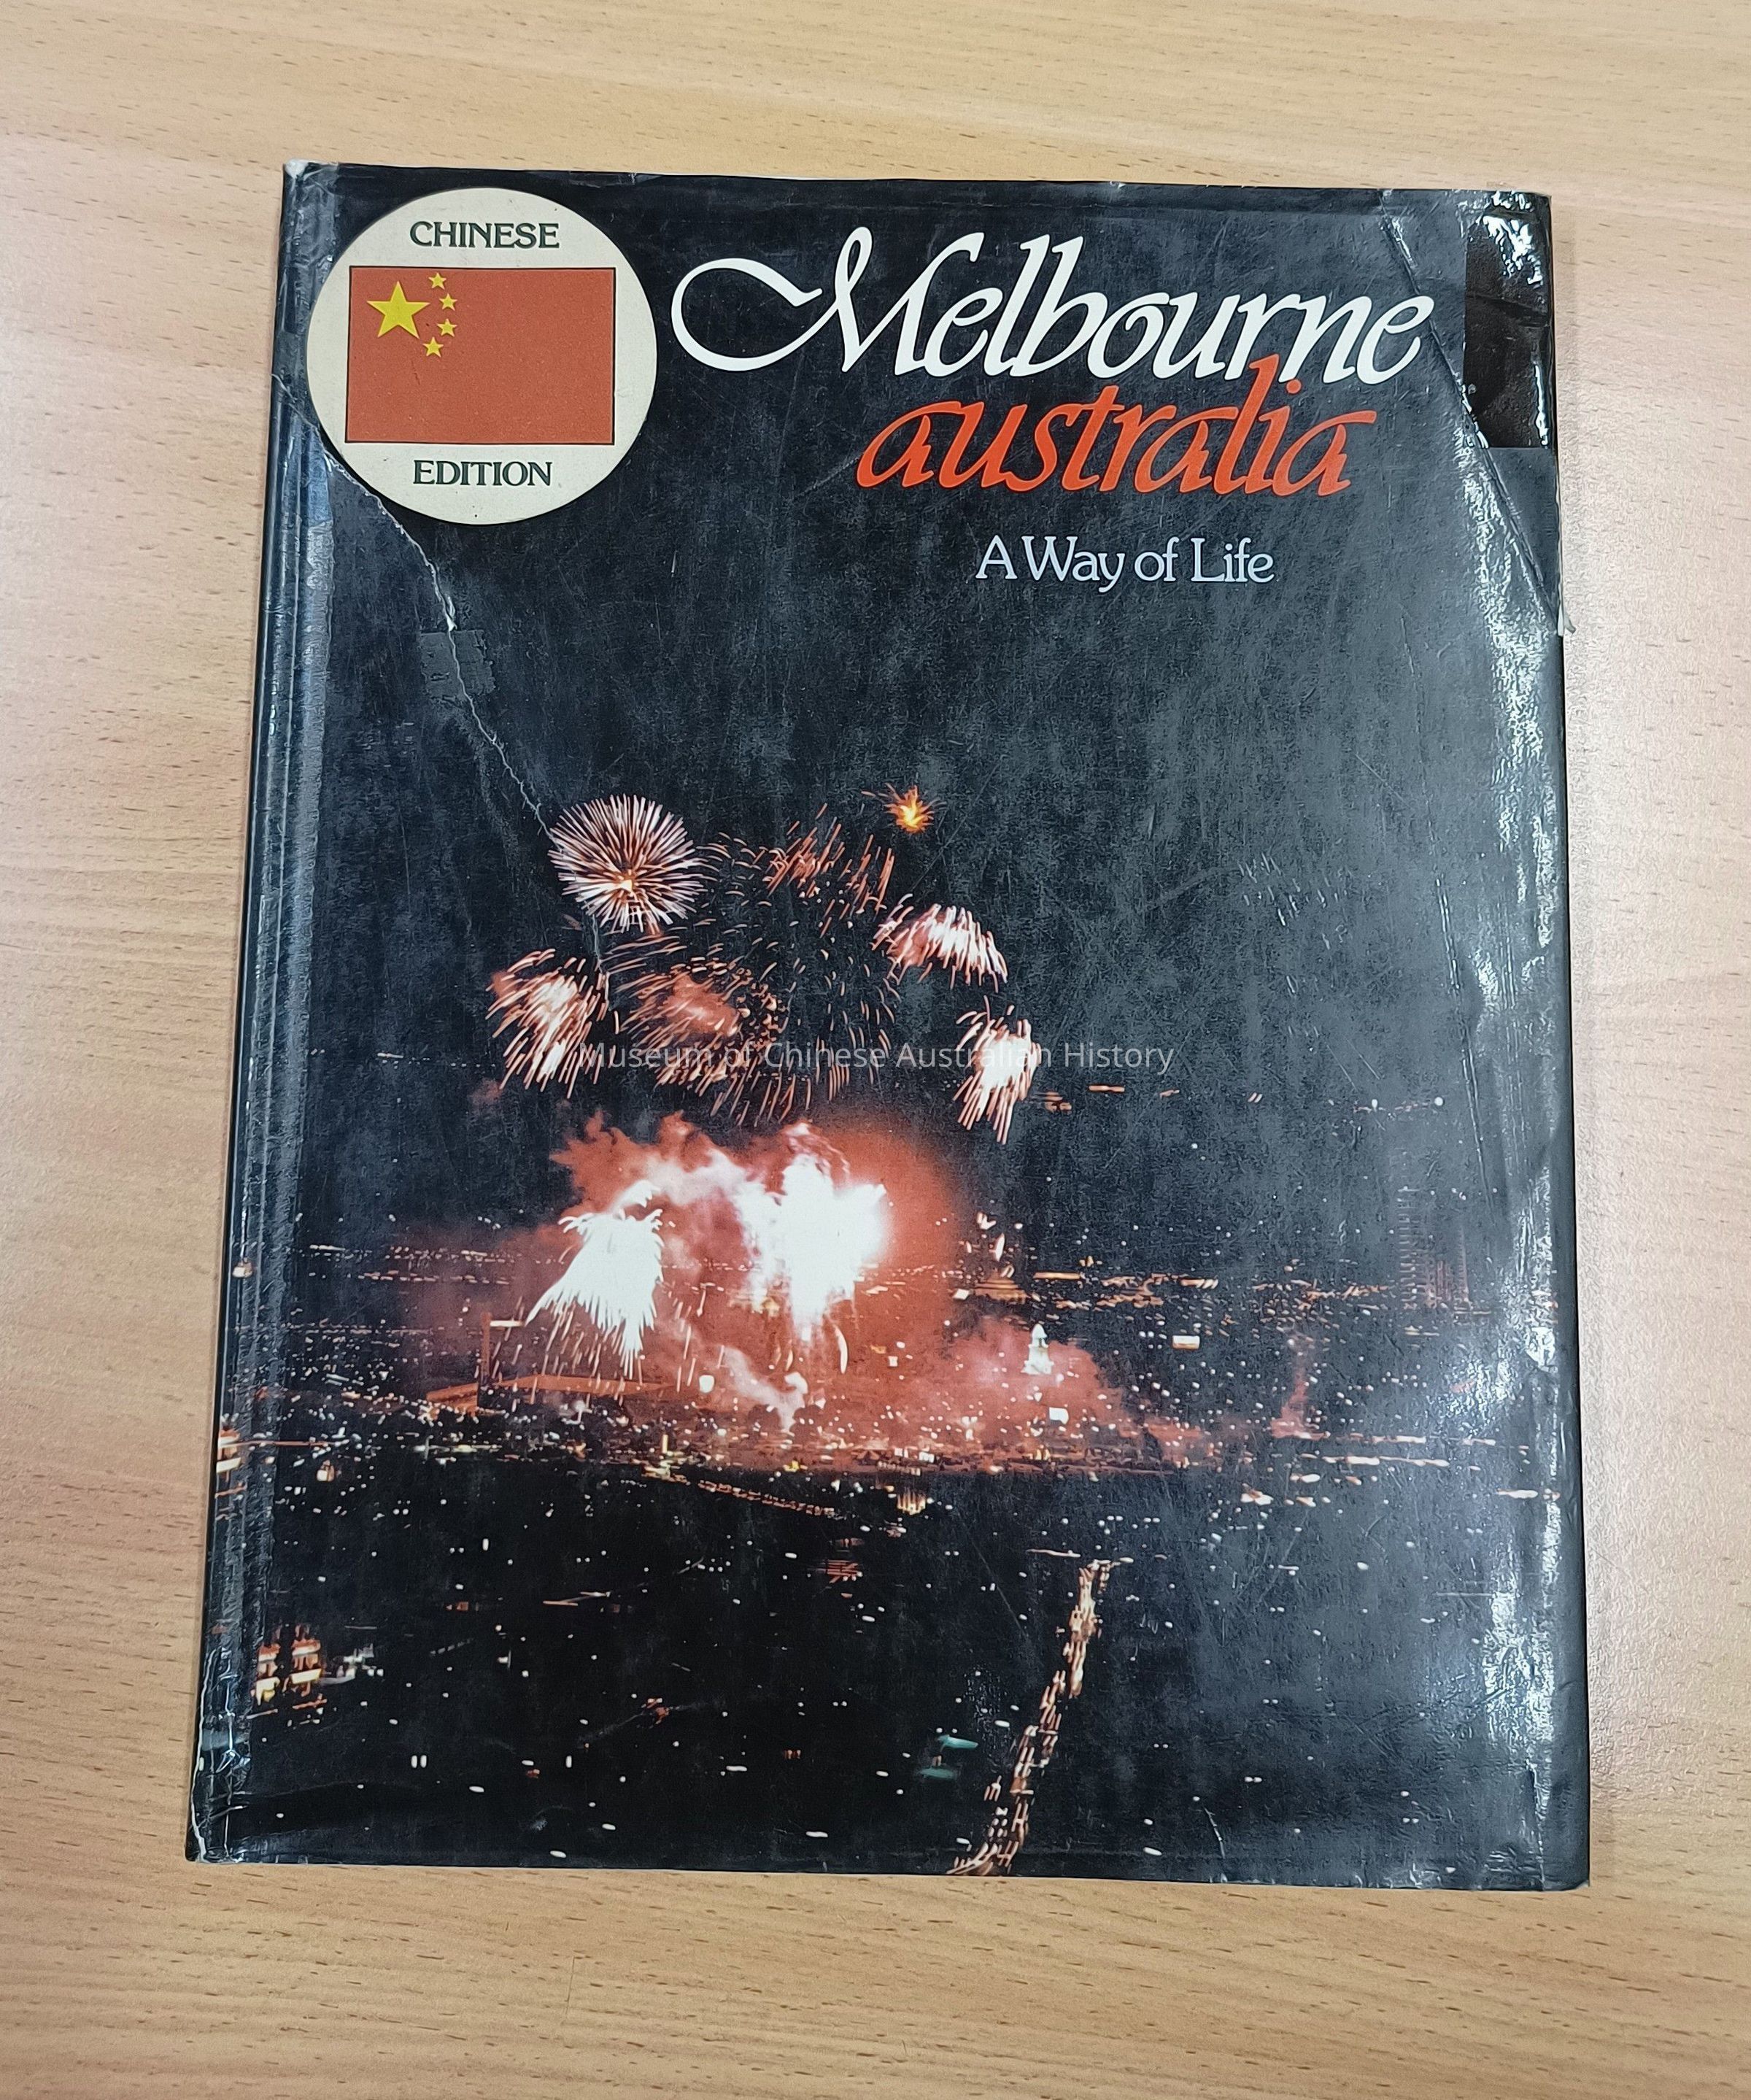 CHINESE
EDITION
Melbourne
australia
A Way of Life
Museum of Chinese Australian History